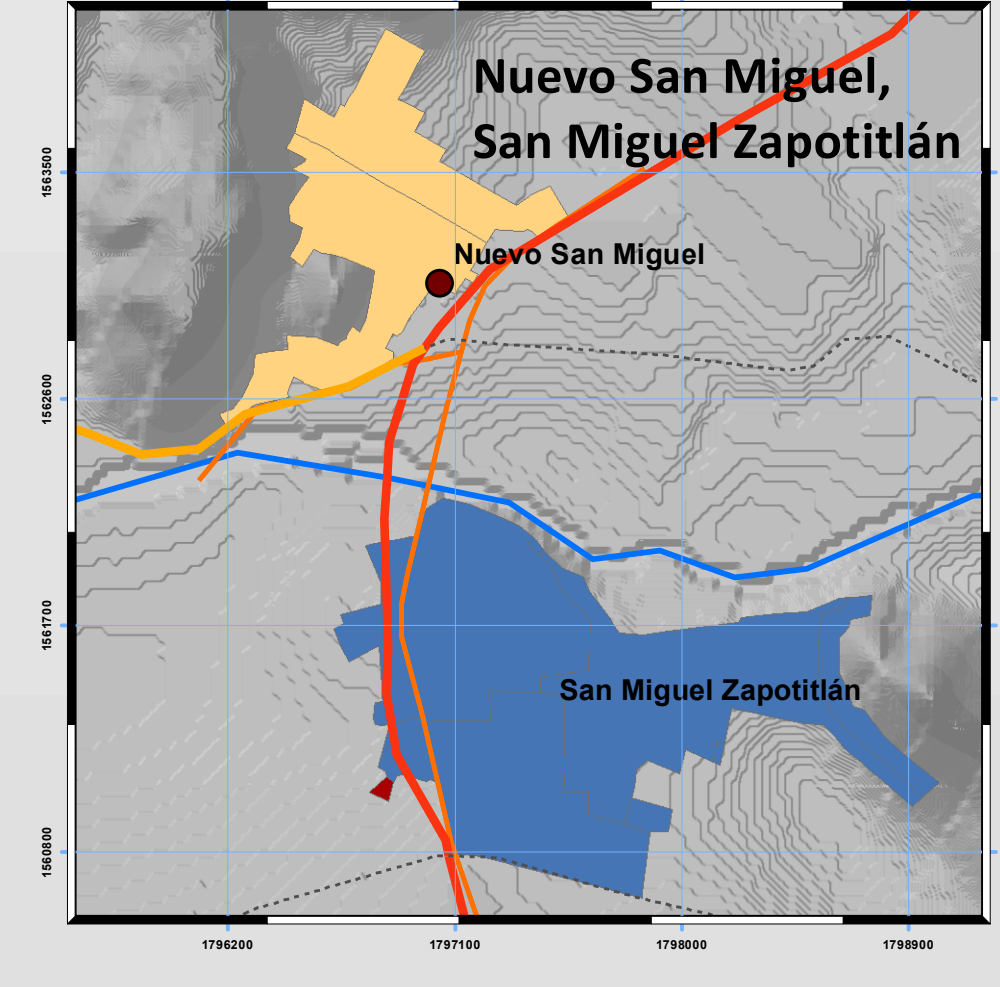 Nuevo San Miguel,
San Miguel Zapotitlán
Nuevo San Miguel
San Miguel Zapotitlán
1563500
1562600
1561700
1560800
1796200
1797100
1798000
1798900